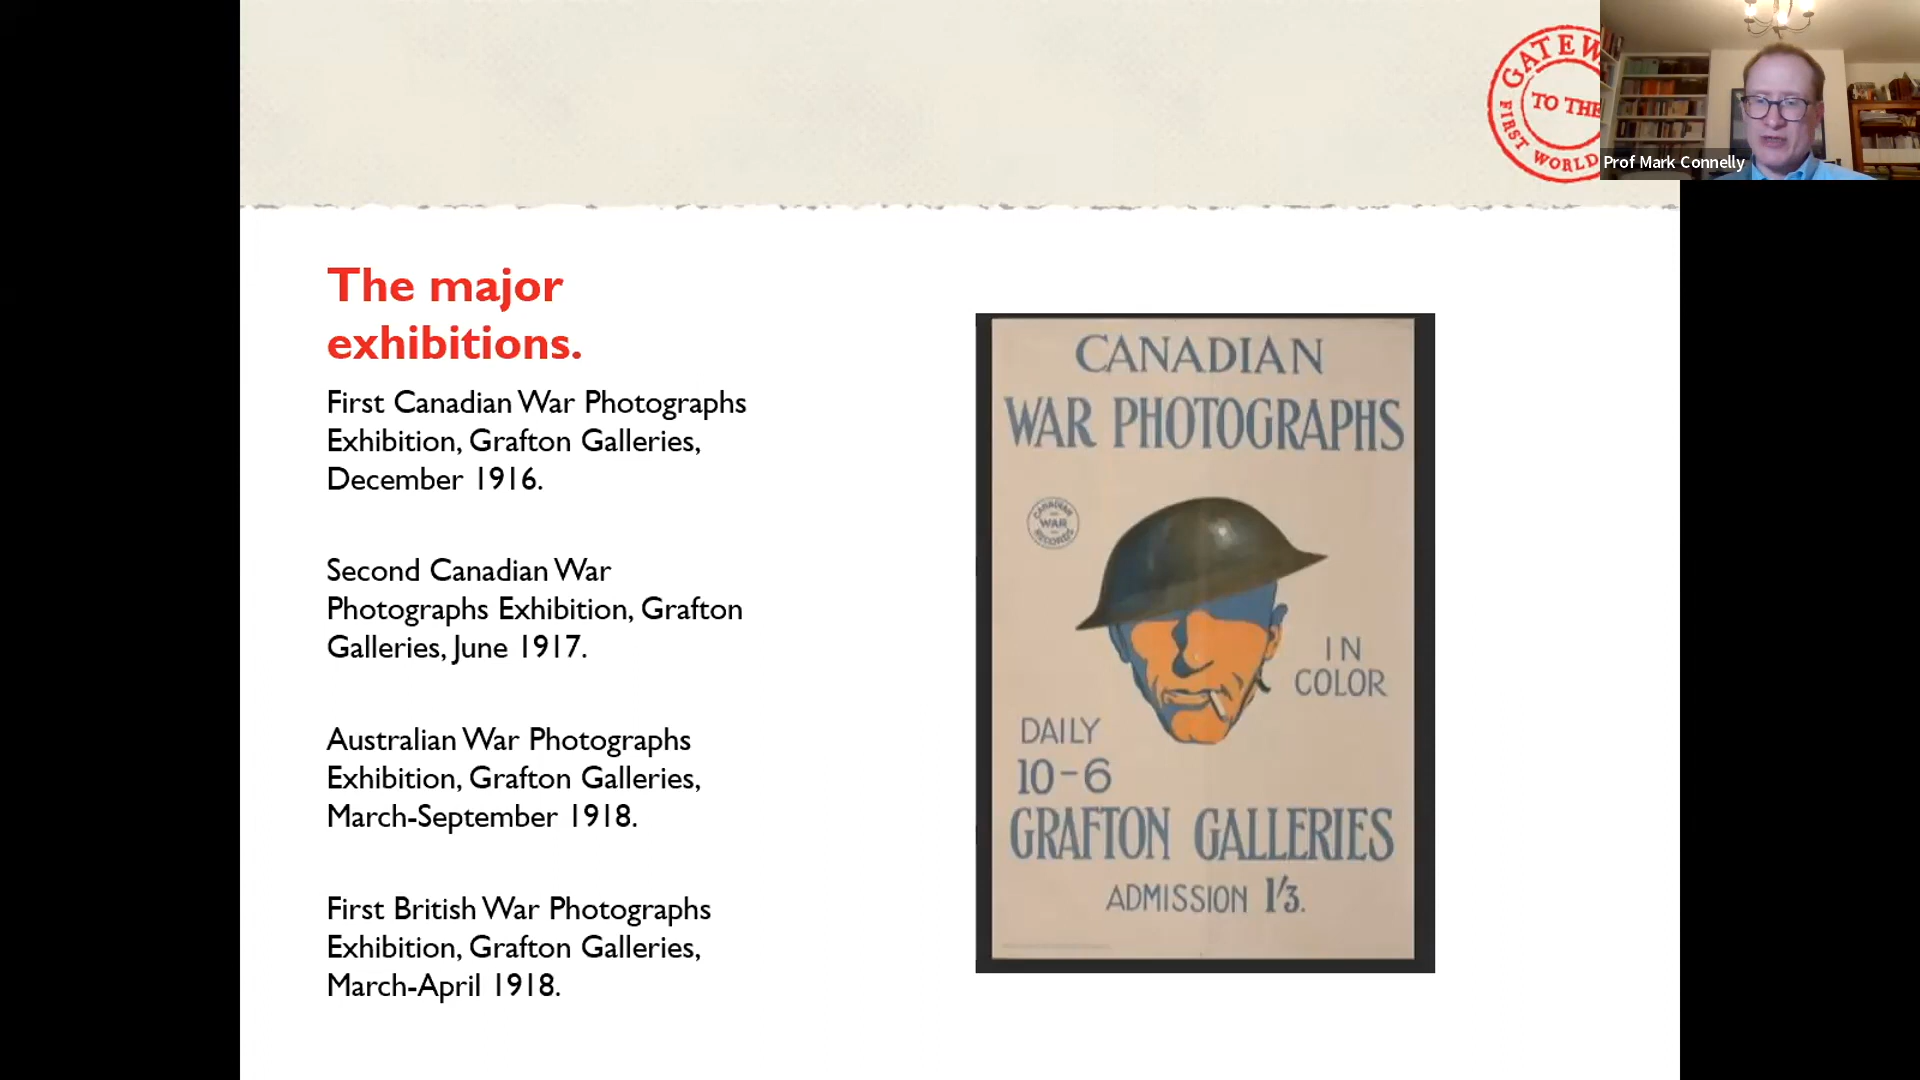 GATEW
TO THE
FIRST WORLD
Prof Mark Connelly
The major
exhibitions.
First Canadian War Photographs
Exhibition, Grafton Galleries,
December 1916.
Second Canadian War
Photographs Exhibition, Grafton
Galleries, June 1917.
Australian War Photographs
Exhibition, Grafton Galleries,
March-September 1918.
First British War Photographs
Exhibition, Grafton Galleries,
March-April 1918.
CANADIAN
WAR PHOTOGRAPHS
CANADIAN
WAR
RECORDS
IN
COLOR
DAILY
10-6
GRAFTON GALLERIES
ADMISSION 1/3.